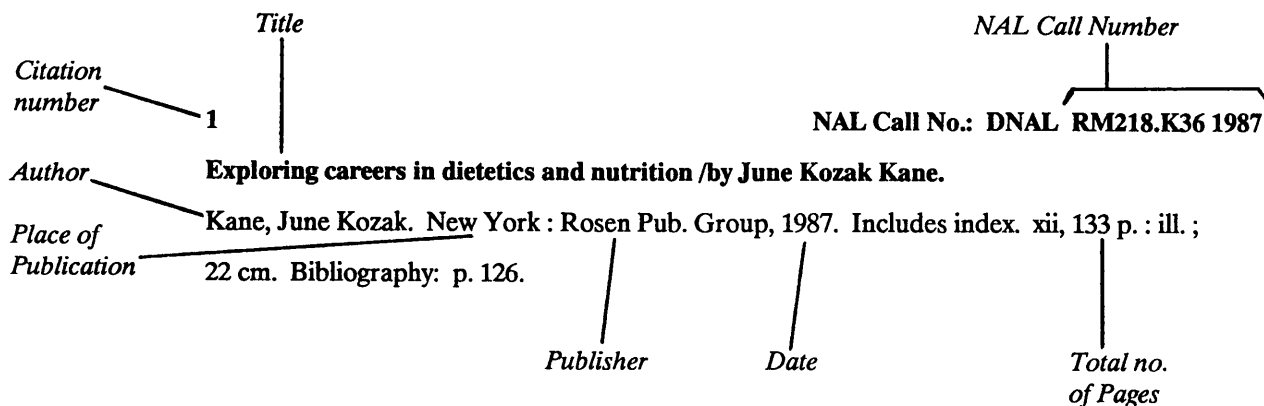 Title
NAL Call Number
Citation
number
1
NAL Call No.: DNAL RM218.K36 1987
Author
Exploring careers in dietetics and nutrition /by June Kozak Kane.
Place of
Publication
Kane, June Kozak. New York : Rosen Pub. Group, 1987. Includes index. xii, 133 p. : ill. ;
22 cm. Bibliography: p. 126.
Publisher
Date
Total no.
of Pages